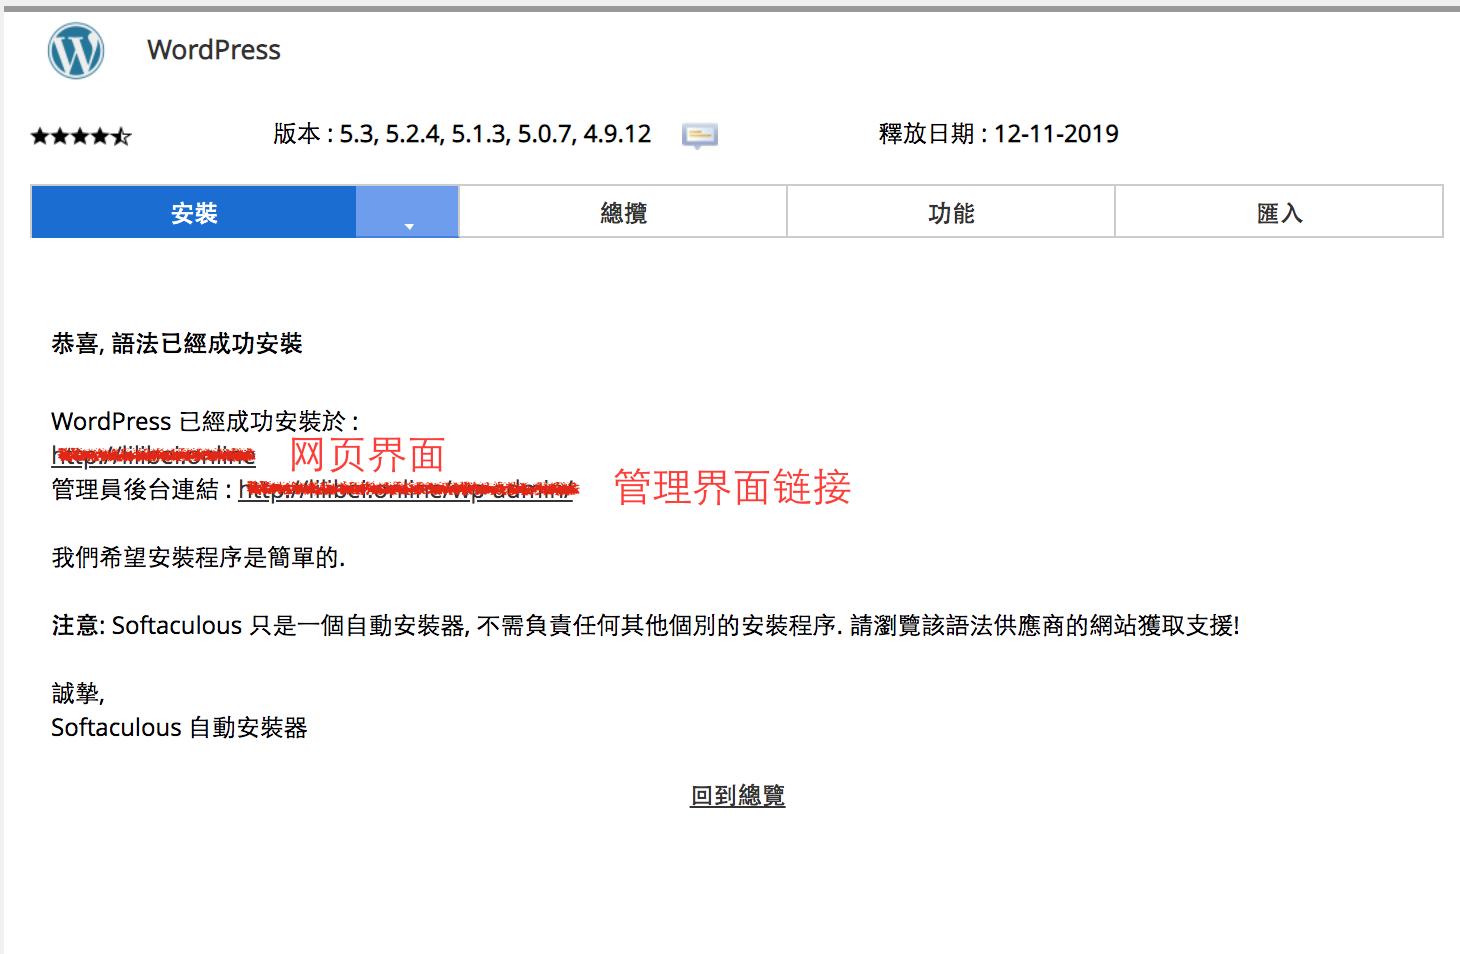 WordPress
版本 : 5.3, 5.2.4, 5.1.3, 5.0.7, 4.9.12
釋放日期 : 12-11-2019
安裝
總攬
功能
匯入
恭喜, 語法已經成功安裝
WordPress 已經成功安裝於 :
网页界面
管理員後台連結 :
管理界面链接
我們希望安裝程序是簡單的.
注意: Softaculous 只是一個自動安裝器, 不需負責任何其他個別的安裝程序. 請瀏覽該語法供應商的網站獲取支援!
誠摯,
Softaculous 自動安裝器
回到總覽